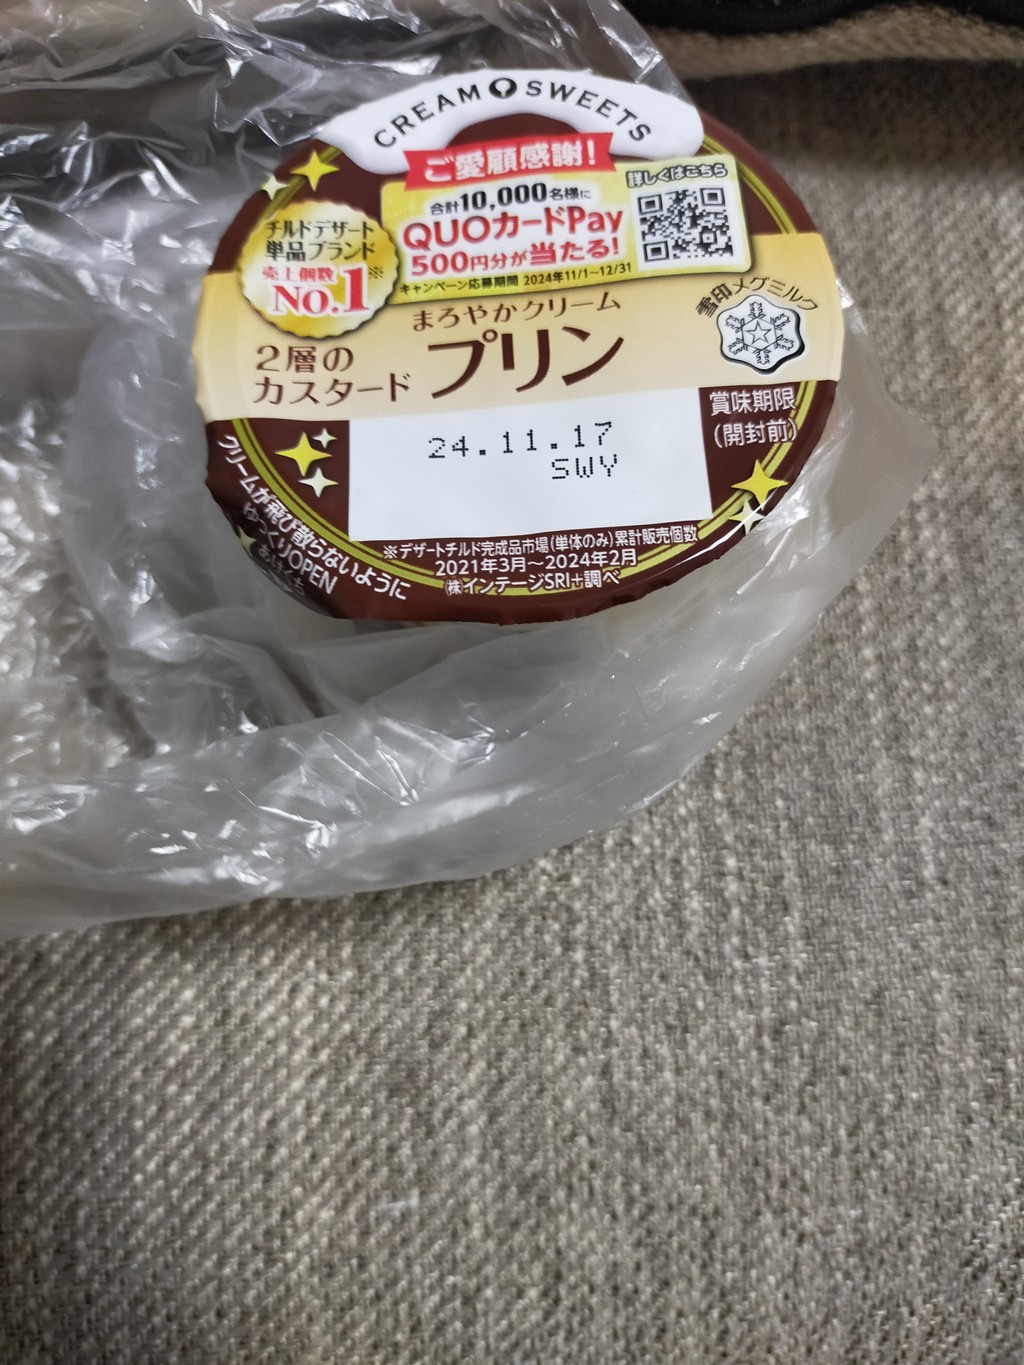 CREAM SWEETS
ご愛顧感謝!
合計10,000名様に
QUOカードPay
500円分が当たる!
キャンペーン応募期間 2024年11/1~12/31
詳しくはこちら
チルドデザート
単品ブランド
売上個数※
No.1
雪印メグミルク
まろやかクリーム
2層の
カスタード
プリン
賞味期限
(開封前)
24.11.17
SWY
クリームが飛び散らないように
ゆっくりOPEN
※デザートチルド完成品市場(単体のみ)累計販売個数
2021年3月~2024年2月
㈱インテージSRI+調べ